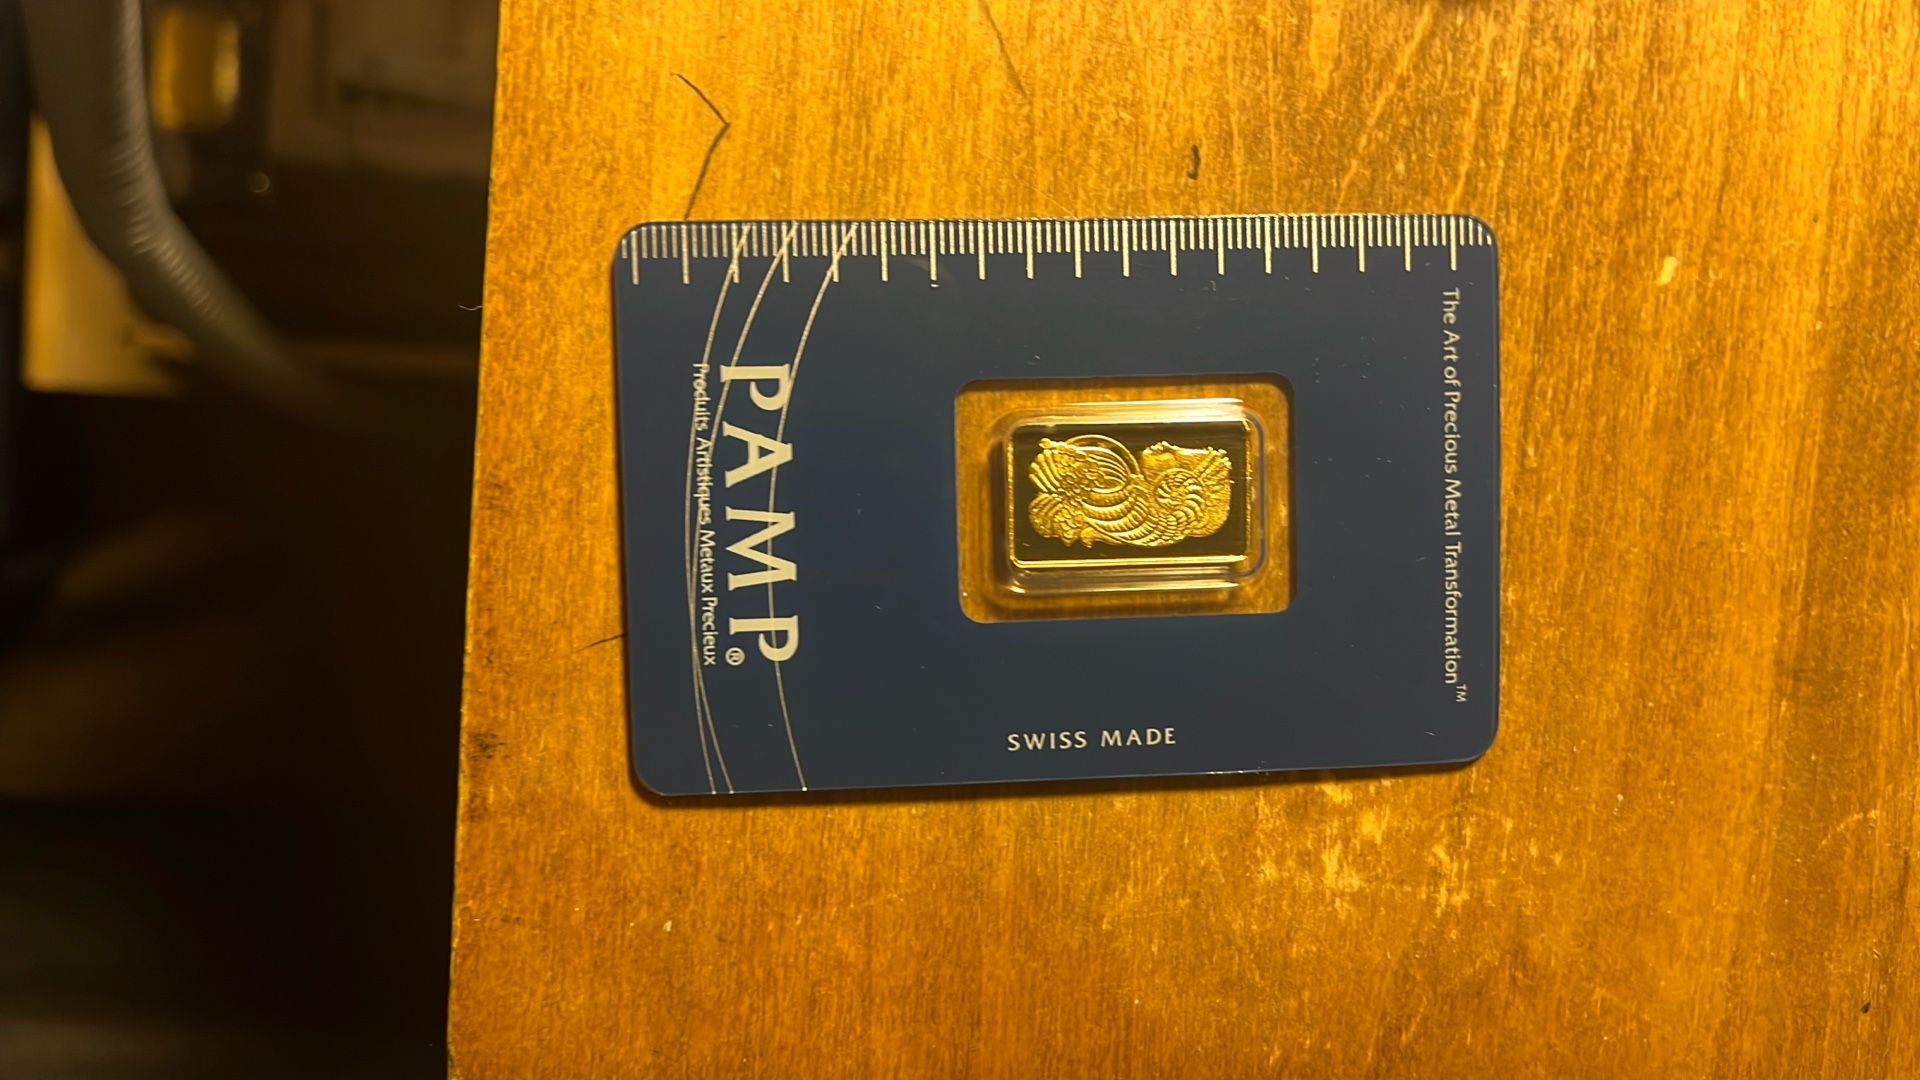 PAMP®
Produits Artistiques Metaux Precieux
SWISS MADE
The Art of Precious Metal Transformation™